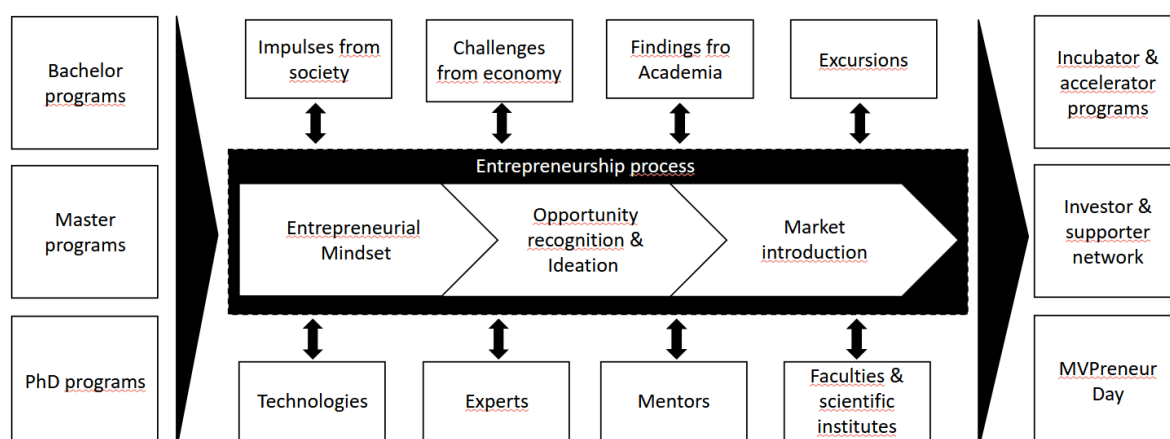 Bachelor
programs
Master
programs
PhD programs
Impulses from
society
Challenges
from economy
Findings fro
Academia
Excursions
Entrepreneurship process
Entrepreneurial
Mindset
Opportunity
recognition &
Ideation
Market
introduction
Technologies
Experts
Mentors
Faculties &
scientific
institutes
Incubator &
accelerator
programs
Investor &
supporter
network
MVPreneur
Day